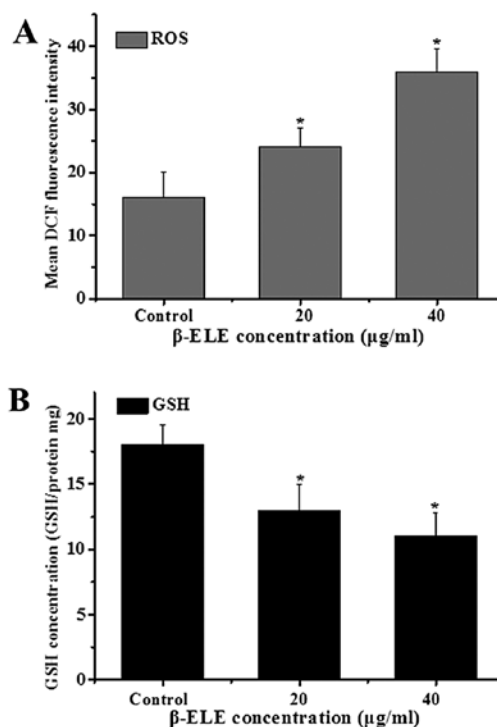 A
ROS
Mean DCF fluorescence intensity
40
30
20
10
0
*
*
Control 20 40
β-ELE concentration (µg/ml)
B
GSH
GSH concentration (GSH/protein mg)
20
15
10
5
0
*
*
Control 20 40
β-ELE concentration (µg/ml)